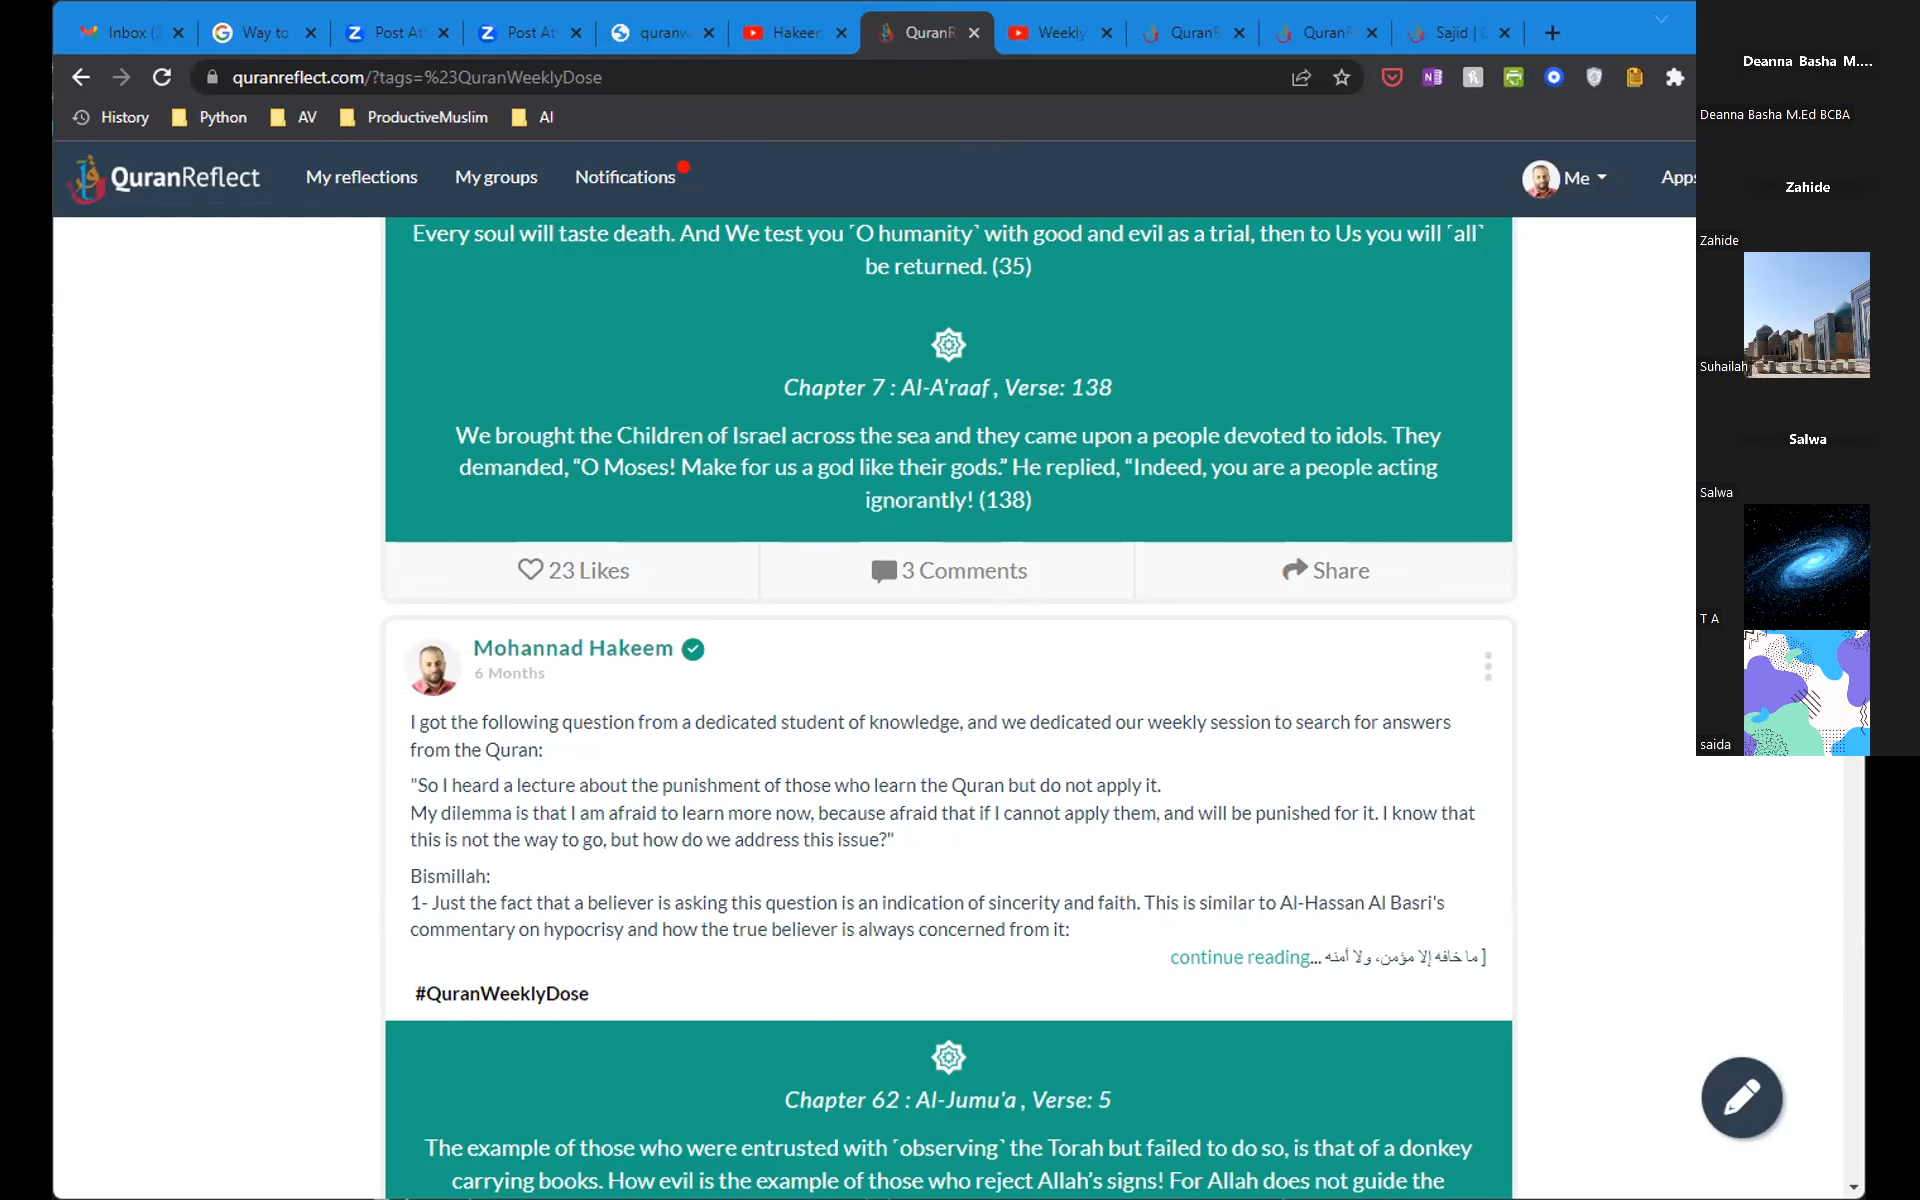 Inbox (
Way to
Post At
Post At
quranw
Hakeem
QuranR
Weekly
QuranR
QuranR
Sajid |
quranreflect.com/?tags=%23QuranWeeklyDose
History
Python
AV
ProductiveMuslim
AI
QuranReflect
My reflections
My groups
Notifications
Me
Apps
Every soul will taste death. And We test you ˹O humanity˺ with good and evil as a trial, then to Us you will ˹all˺
be returned. (35)
Chapter 7 : Al-A'raaf , Verse: 138
We brought the Children of Israel across the sea and they came upon a people devoted to idols. They
demanded, “O Moses! Make for us a god like their gods.” He replied, “Indeed, you are a people acting
ignorantly! (138)
23 Likes
3 Comments
Share
Mohannad Hakeem
6 Months
I got the following question from a dedicated student of knowledge, and we dedicated our weekly session to search for answers
from the Quran:
"So I heard a lecture about the punishment of those who learn the Quran but do not apply it.
My dilemma is that I am afraid to learn more now, because afraid that if I cannot apply them, and will be punished for it. I know that
this is not the way to go, but how do we address this issue?"
Bismillah:
1- Just the fact that a believer is asking this question is an indication of sincerity and faith. This is similar to Al-Hassan Al Basri's
commentary on hypocrisy and how the true believer is always concerned from it:
[ ما خافه إلا مؤمن، ولا أمنه ...continue reading
#QuranWeeklyDose
Chapter 62 : Al-Jumu'a , Verse: 5
The example of those who were entrusted with ˹observing˺ the Torah but failed to do so, is that of a donkey
carrying books. How evil is the example of those who reject Allah’s signs! For Allah does not guide the
Deanna Basha M....
Deanna Basha M.Ed BCBA
Zahide
Zahide
Suhailah
Salwa
Salwa
T A
saida